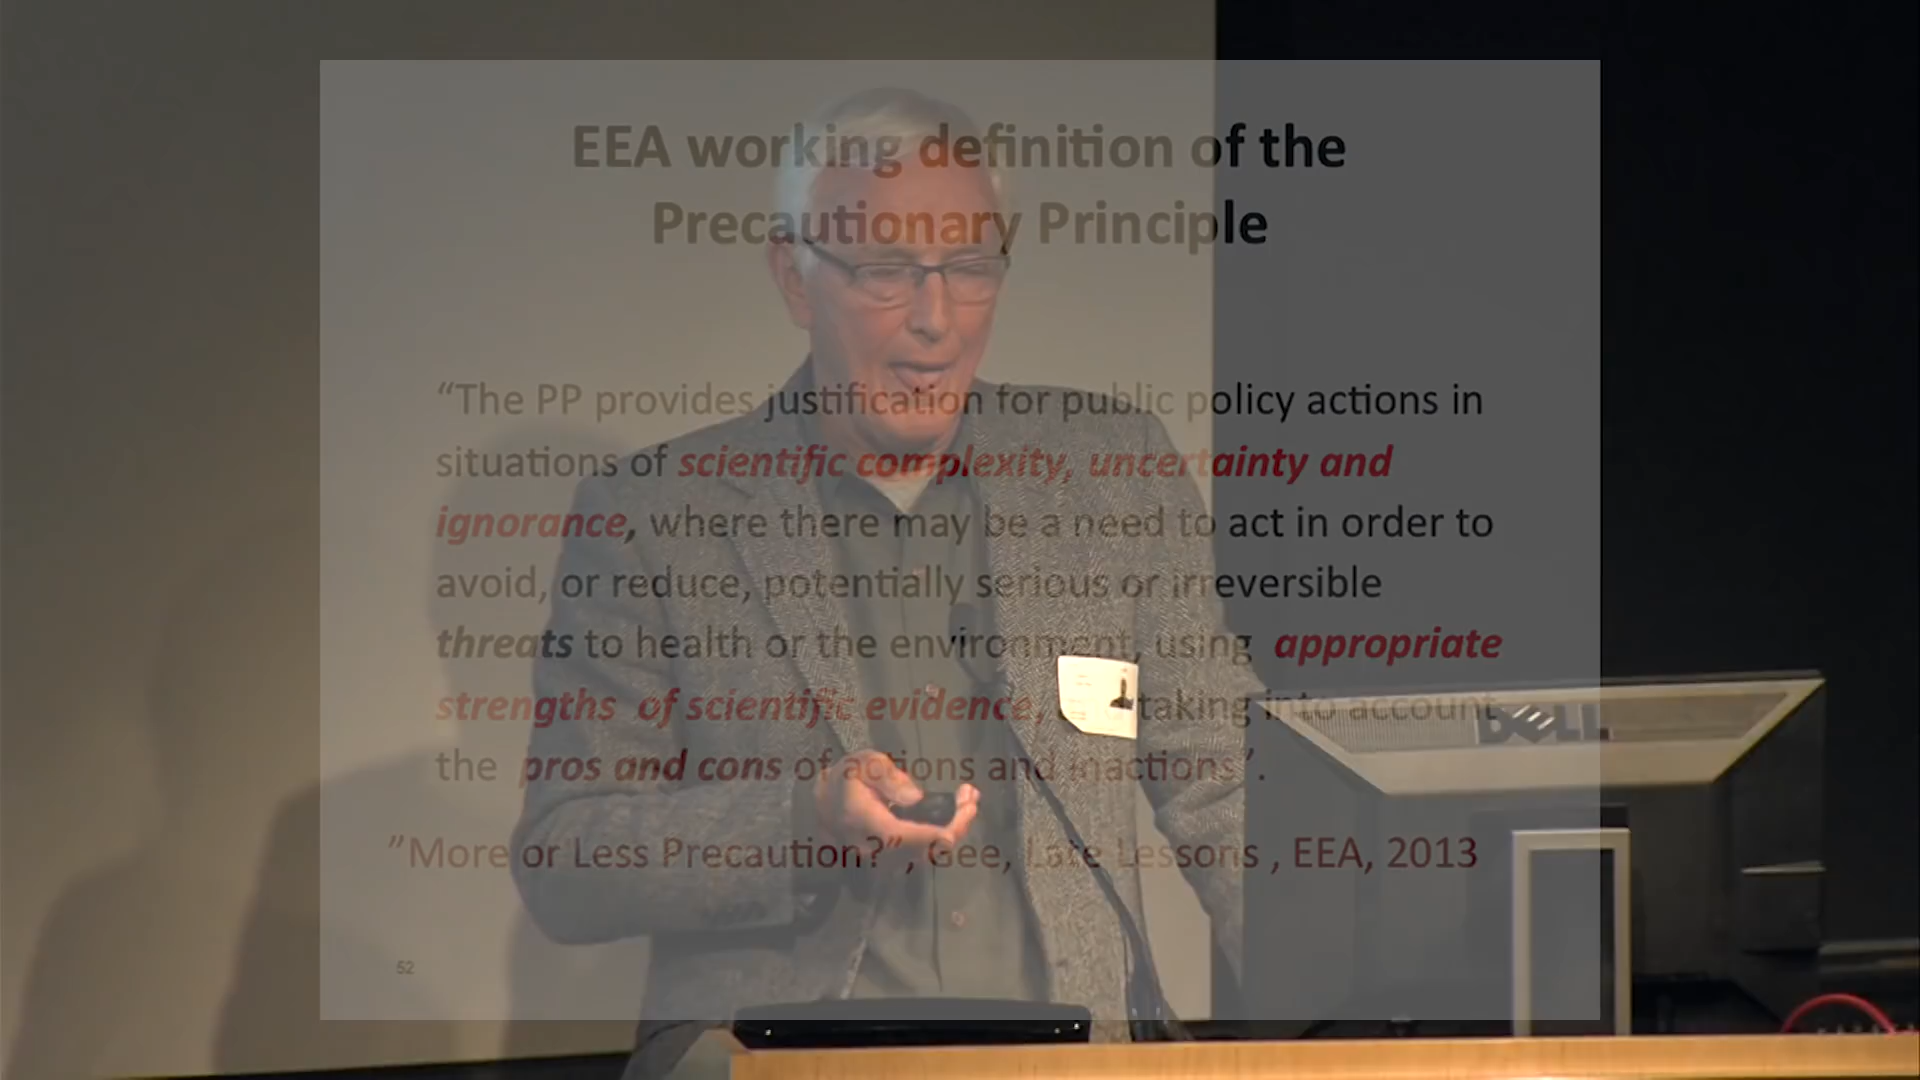 EEA working definition of the
Precautionary Principle
“The PP provides justification for public policy actions in
situations of scientific complexity, uncertainty and
ignorance, where there may be a need to act in order to
avoid, or reduce, potentially serious or irreversible
threats to health or the environment, using appropriate
strengths of scientific evidence, taking into account
the pros and cons of actions and inactions”.
”More or Less Precaution?”, Gee, Late Lessons , EEA, 2013
52
DELL